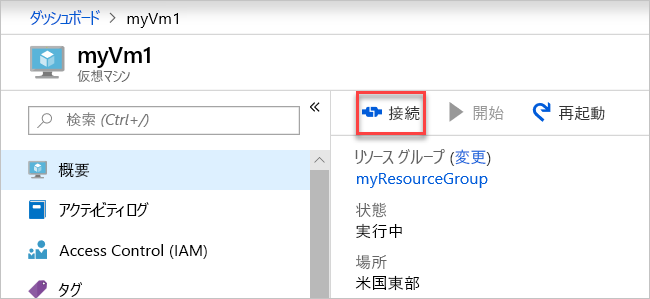 ダッシュボード > myVm1
myVm1
仮想マシン
検索 (Ctrl+/)
«
概要
アクティビティ ログ
Access Control (IAM)
タグ
接続 開始 再起動
リソース グループ (変更)
myResourceGroup
状態
実行中
場所
米国東部